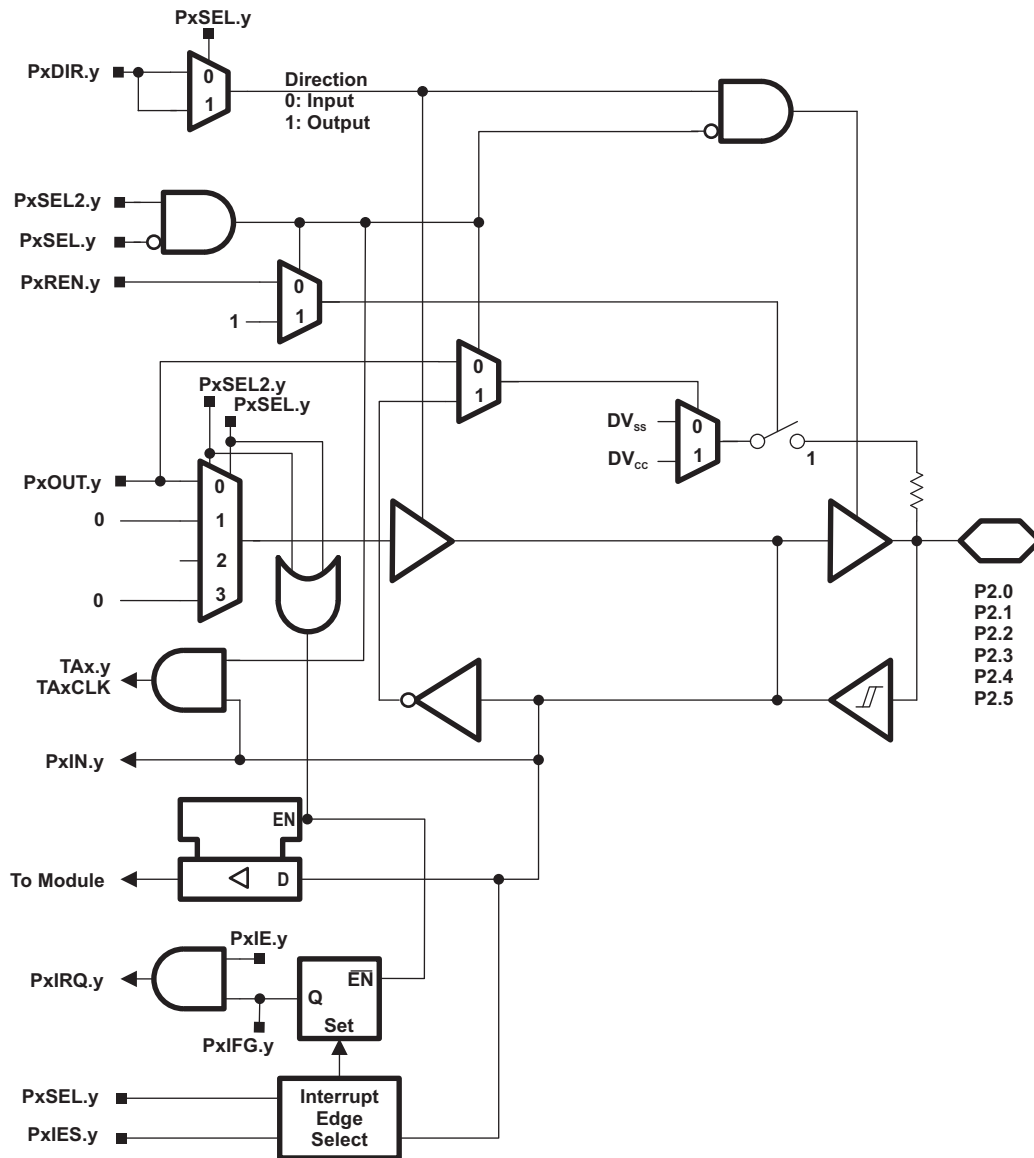 PxSEL.y
PxDIR.y
0
1
Direction
0: Input
1: Output
PxSEL2.y
PxSEL.y
PxREN.y
0
1
1
0
1
PxSEL2.y
PxSEL.y
DVSS
0
DVCC
1
1
PxOUT.y
0
0
1
2
0
3
P2.0
P2.1
P2.2
P2.3
P2.4
P2.5
TAx.y
TAxCLK
PxIN.y
EN
To Module
D
PxIE.y
PxIRQ.y
EN
Q
Set
PxIFG.y
PxSEL.y
PxIES.y
Interrupt
Edge
Select